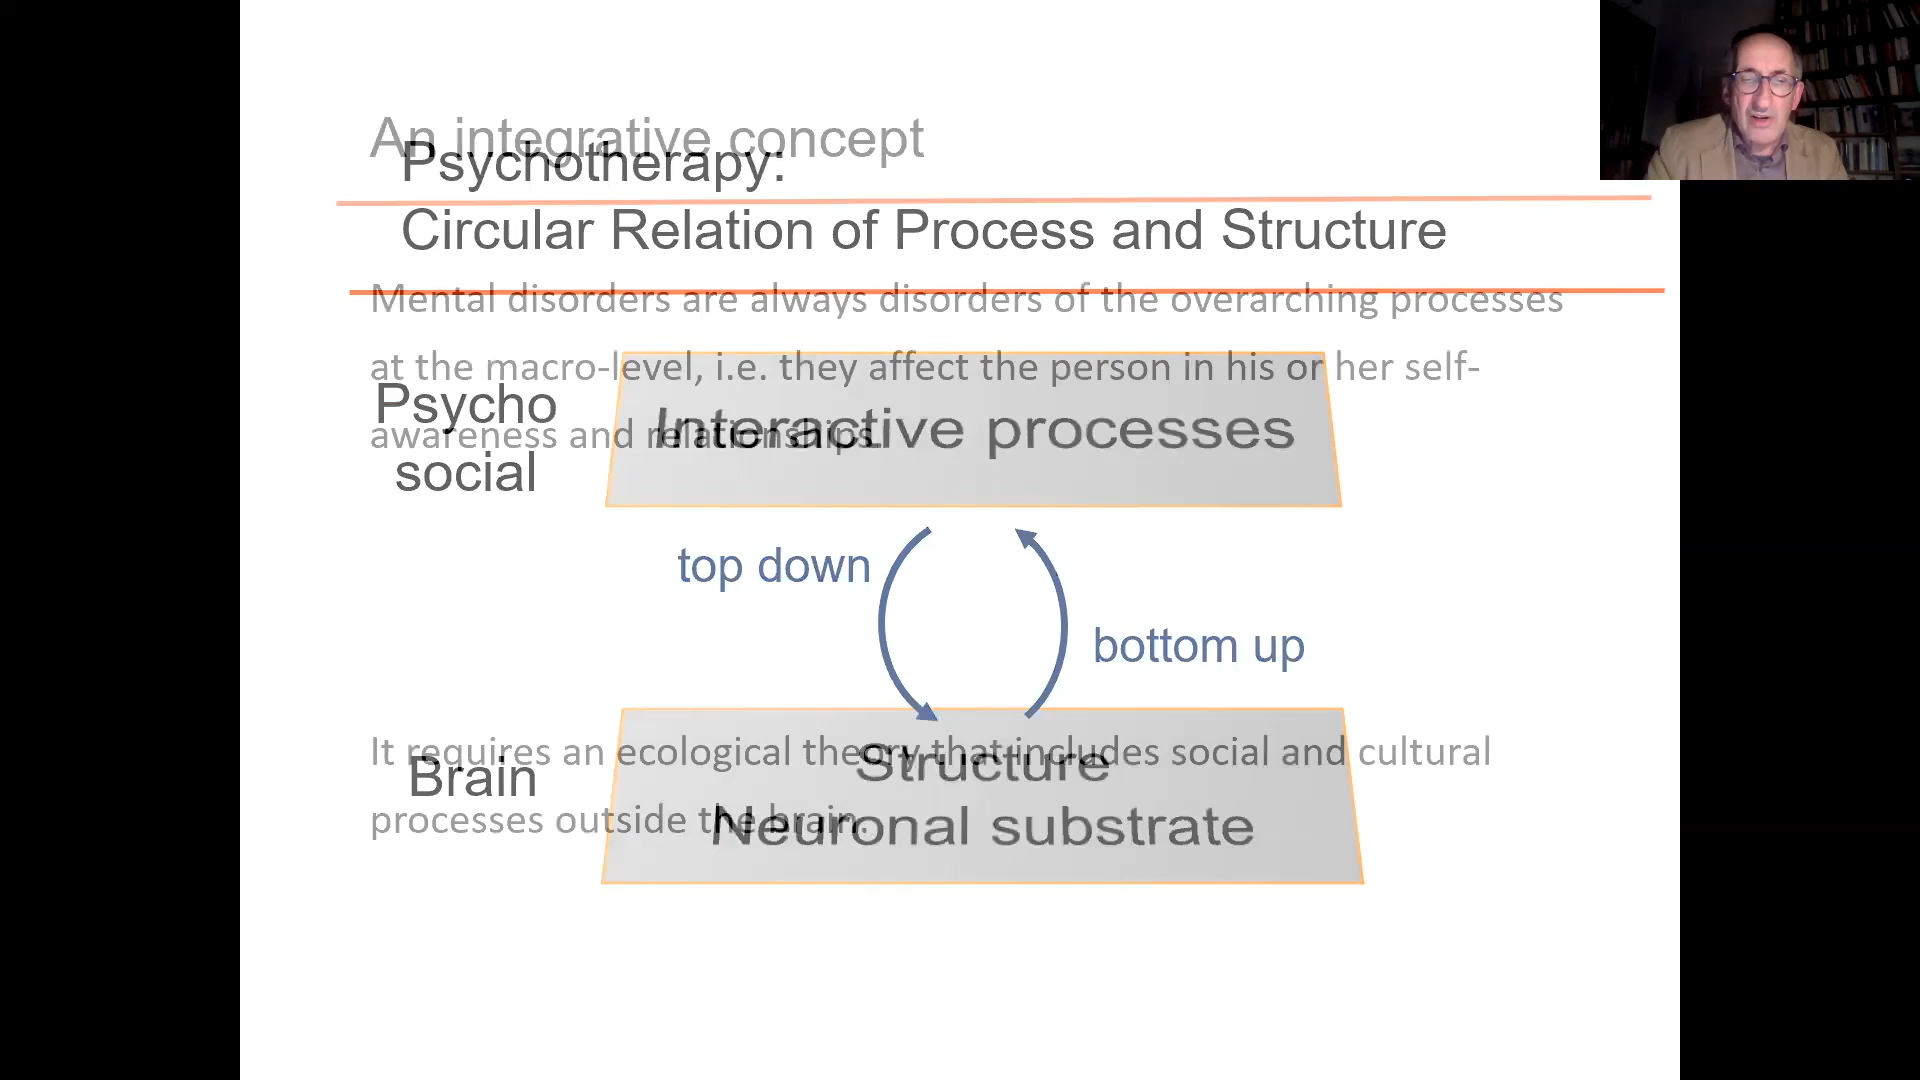 An integrative concept
Psychotherapy:
Circular Relation of Process and Structure
Mental disorders are always disorders of the overarching processes
at the macro-level, i.e. they affect the person in his or her self-
awareness and relationships.
Psycho
social
Interactive processes
top down
bottom up
It requires an ecological theory that includes social and cultural
processes outside the brain.
Brain
Structure
Neuronal substrate